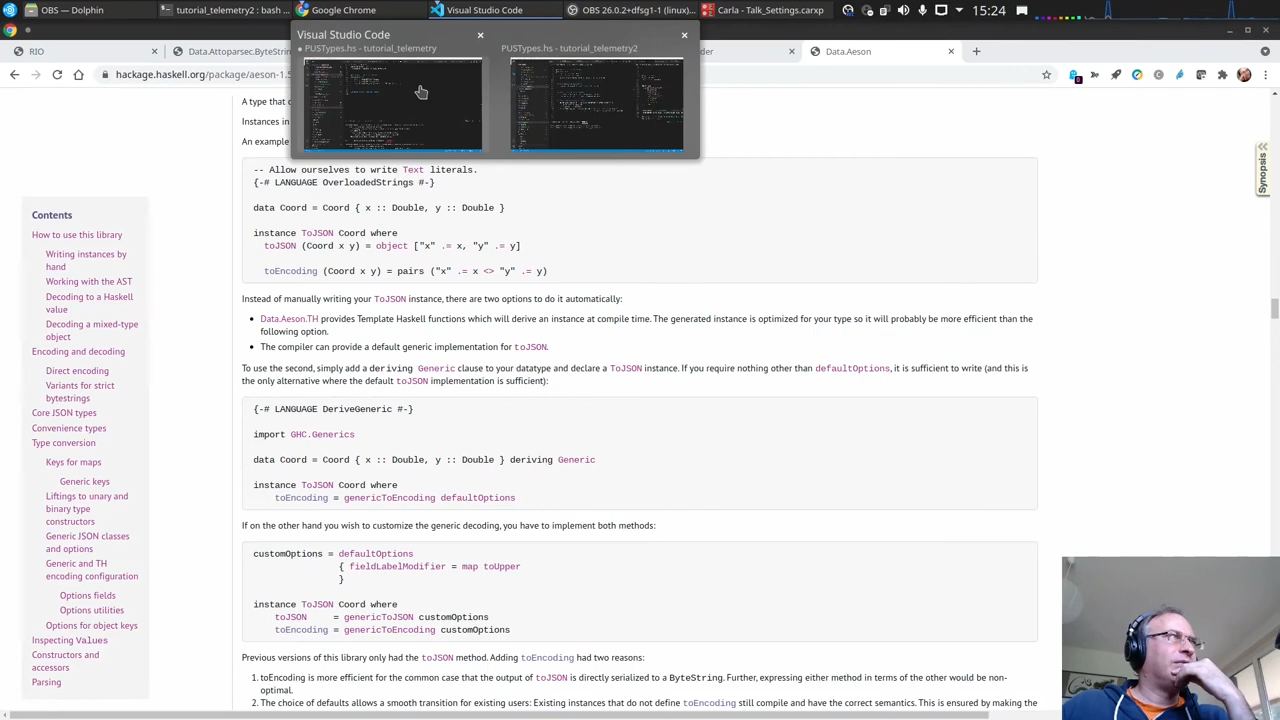 OBS – Dolphin
tutorial_telemetry2 : bash ...
Google Chrome
Visual Studio Code
OBS 26.0.2+dfsg1-1 (linux)...
Carla - Talk_Settings.carxp
15:24
Visual Studio Code
● PUSTypes.hs - tutorial_telemetry
PUSTypes.hs - tutorial_telemetry2
RIO
Data.Attoparsec.ByteStrin
der
Data.Aeson
hackage.haskell.org/package/aeson-1.5
A type that c
Instances in
An example
-- Allow ourselves to write Text literals.
{-# LANGUAGE OverloadedStrings #-}
data Coord = Coord { x :: Double, y :: Double }
instance ToJSON Coord where
toJSON (Coord x y) = object ["x" .= x, "y" .= y]
toEncoding (Coord x y) = pairs ("x" .= x <> "y" .= y)
Instead of manually writing your ToJSON instance, there are two options to do it automatically:
• Data.Aeson.TH provides Template Haskell functions which will derive an instance at compile time. The generated instance is optimized for your type so it will probably be more efficient than the
following option.
• The compiler can provide a default generic implementation for toJSON.
To use the second, simply add a deriving Generic clause to your datatype and declare a ToJSON instance. If you require nothing other than defaultOptions, it is sufficient to write (and this is
the only alternative where the default toJSON implementation is sufficient):
{-# LANGUAGE DeriveGeneric #-}
import GHC.Generics
data Coord = Coord { x :: Double, y :: Double } deriving Generic
instance ToJSON Coord where
toEncoding = genericToEncoding defaultOptions
If on the other hand you wish to customize the generic decoding, you have to implement both methods:
customOptions = defaultOptions
{ fieldLabelModifier = map toUpper
}
instance ToJSON Coord where
toJSON     = genericToJSON customOptions
toEncoding = genericToEncoding customOptions
Previous versions of this library only had the toJSON method. Adding toEncoding had two reasons:
1. toEncoding is more efficient for the common case that the output of toJSON is directly serialized to a ByteString. Further, expressing either method in terms of the other would be non-
optimal.
2. The choice of defaults allows a smooth transition for existing users: Existing instances that do not define toEncoding still compile and have the correct semantics. This is ensured by making the
Contents
How to use this library
Writing instances by
hand
Working with the AST
Decoding to a Haskell
value
Decoding a mixed-type
object
Encoding and decoding
Direct encoding
Variants for strict
bytestrings
Core JSON types
Convenience types
Type conversion
Keys for maps
Generic keys
Liftings to unary and
binary type
constructors
Generic JSON classes
and options
Generic and TH
encoding configuration
Options fields
Options utilities
Options for object keys
Inspecting Values
Constructors and
accessors
Parsing
Synopsis